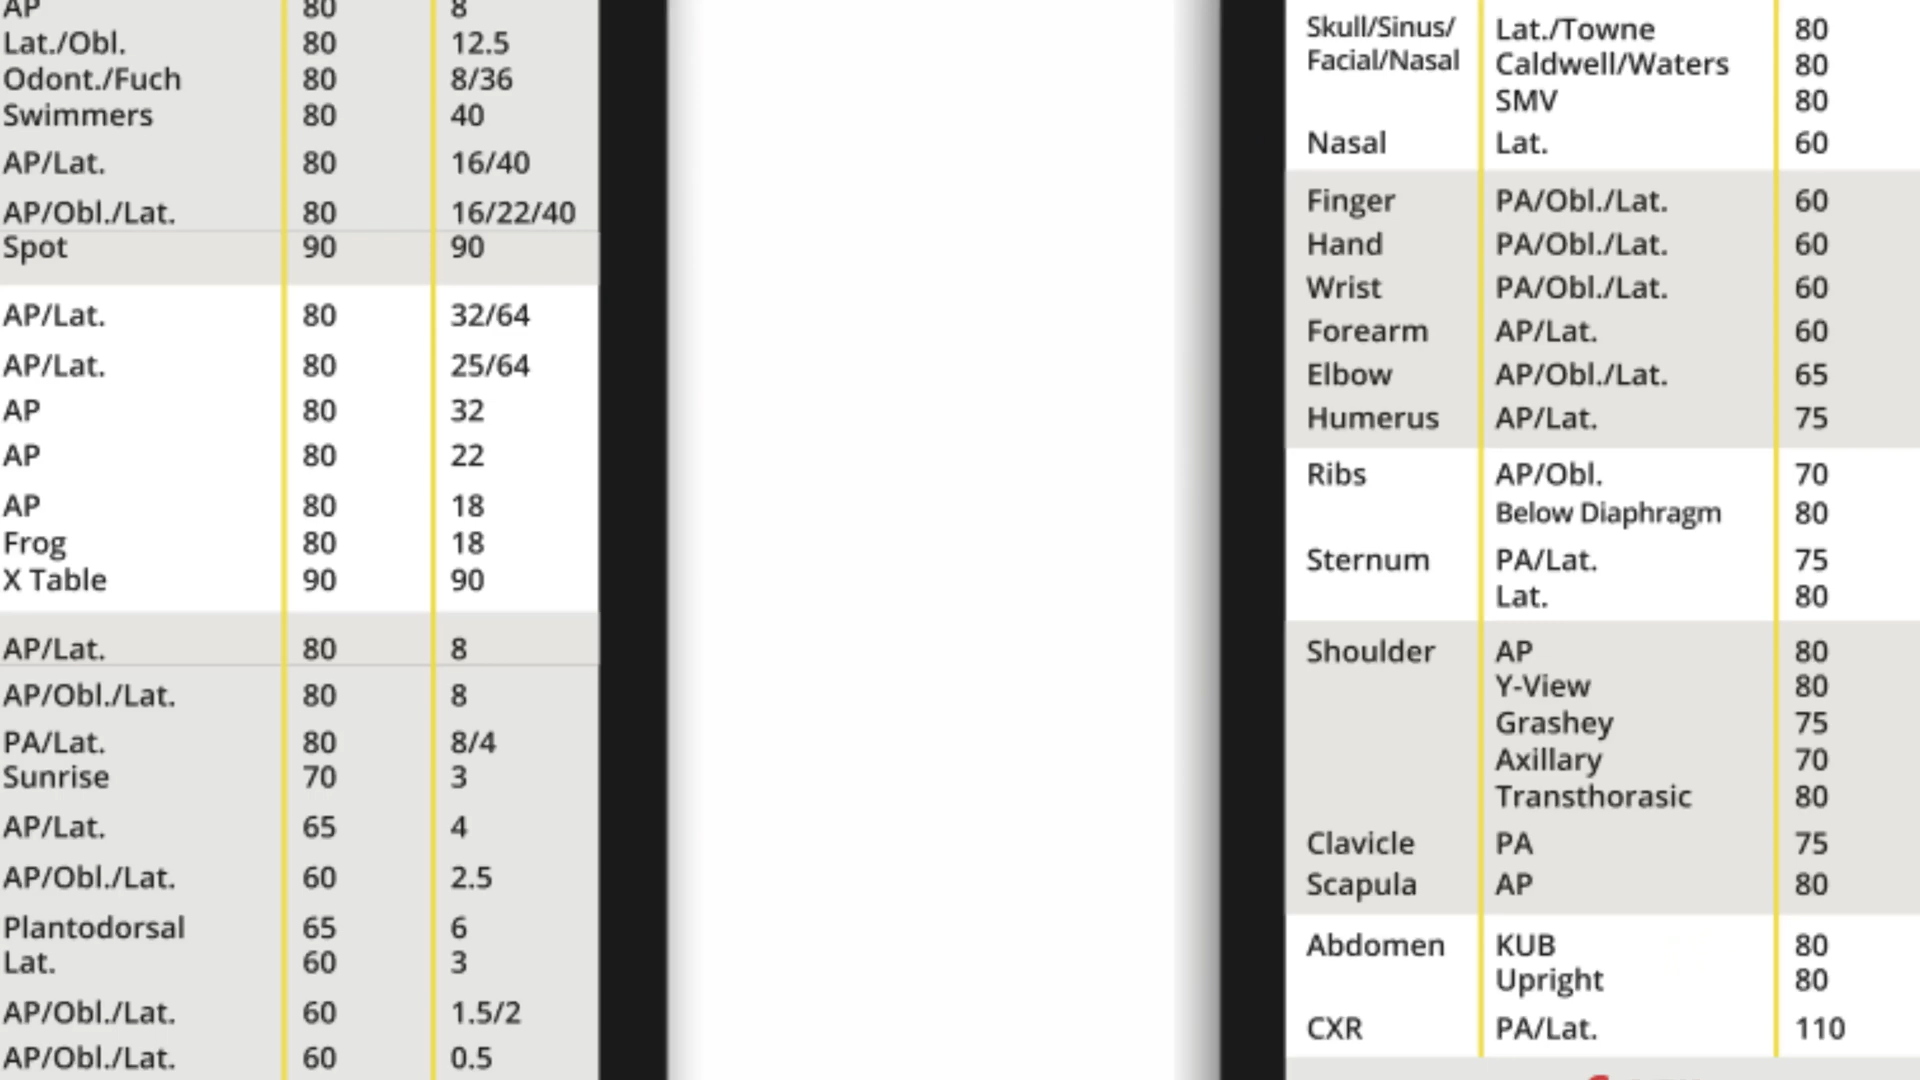 AP 80 8
Lat./Obl. 80 12.5
Odont./Fuch 80 8/36
Swimmers 80 40
AP/Lat. 80 16/40
AP/Obl./Lat. 80 16/22/40
Spot 90 90
AP/Lat. 80 32/64
AP/Lat. 80 25/64
AP 80 32
AP 80 22
AP 80 18
Frog 80 18
X Table 90 90
AP/Lat. 80 8
AP/Obl./Lat. 80 8
PA/Lat. 80 8/4
Sunrise 70 3
AP/Lat. 65 4
AP/Obl./Lat. 60 2.5
Plantodorsal 65 6
Lat. 60 3
AP/Obl./Lat. 60 1.5/2
AP/Obl./Lat. 60 0.5
Skull/Sinus/ Lat./Towne 80
Facial/Nasal Caldwell/Waters 80
SMV 80
Nasal Lat. 60
Finger PA/Obl./Lat. 60
Hand PA/Obl./Lat. 60
Wrist PA/Obl./Lat. 60
Forearm AP/Lat. 60
Elbow AP/Obl./Lat. 65
Humerus AP/Lat. 75
Ribs AP/Obl. 70
Below Diaphragm 80
Sternum PA/Lat. 75
Lat. 80
Shoulder AP 80
Y-View 80
Grashey 75
Axillary 70
Transthorasic 80
Clavicle PA 75
Scapula AP 80
Abdomen KUB 80
Upright 80
CXR PA/Lat. 110